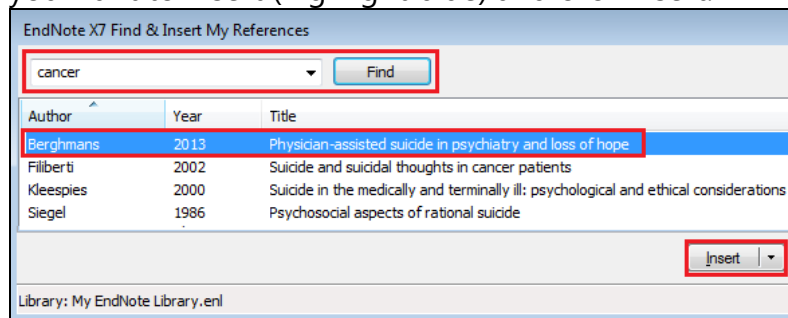 EndNote X7 Find & Insert My References
cancer Find
Author Year Title
Berghmans 2013 Physician-assisted suicide in psychiatry and loss of hope
Filiberti 2002 Suicide and suicidal thoughts in cancer patients
Kleespies 2000 Suicide in the medically and terminally ill: psychological and ethical considerations
Siegel 1986 Psychosocial aspects of rational suicide
Insert
Library: My EndNote Library.enl